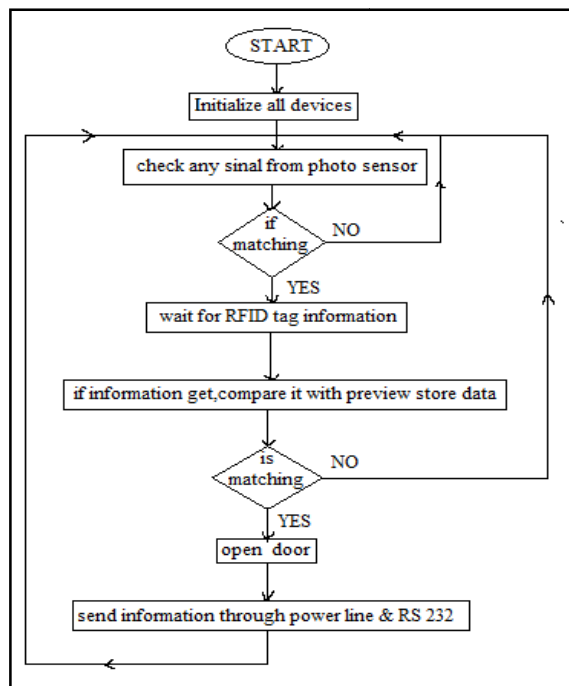 START
Initialize all devices
check any sinal from photo sensor
if
matching
NO
YES
wait for RFID tag information
if information get,compare it with preview store data
is
matching
NO
YES
open door
send information through power line & RS 232